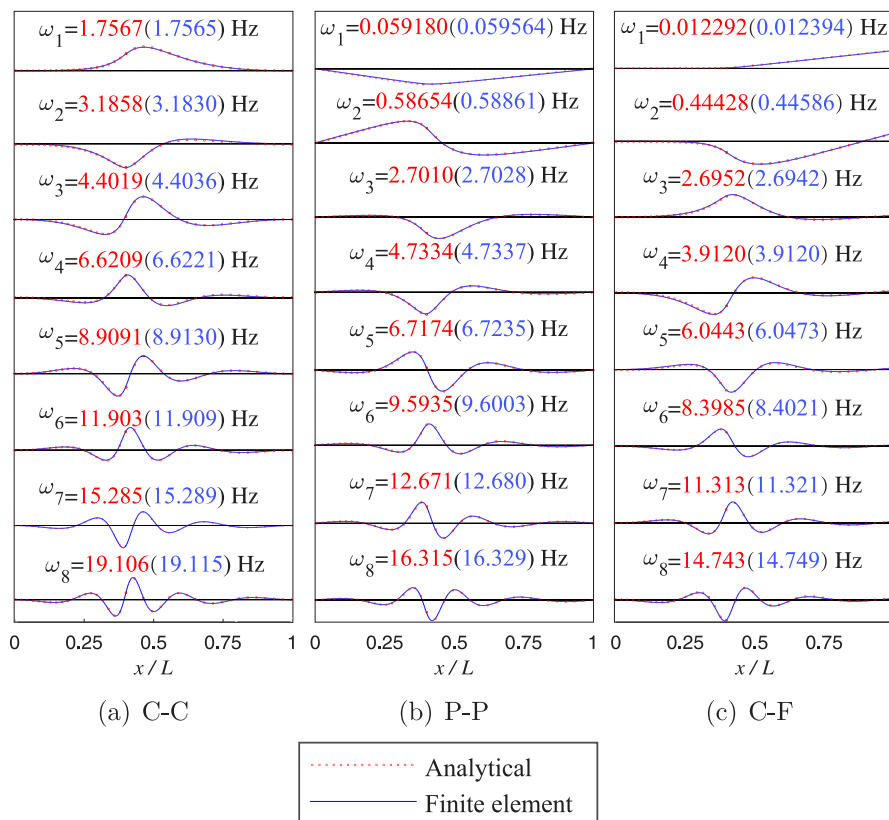 ω1=1.7567(1.7565) Hz
ω2=
3.1858(3.1830) Hz
ω3=
4.4019(4.4036) Hz
ω4=
6.6209(6.6221) Hz
ω5=
8.9091(8.9130) Hz
ω6=
11.903(11.909) Hz
ω7=
15.285(15.289) Hz
ω8=19.106(19.115) Hz
0 0.25 0.5 0.75 1
x / L
(a) C-C
ω1=0.059180(0.059564) Hz
ω2=0.58654(0.58861) Hz
ω3=
2.7010(2.7028) Hz
ω4=4.7334(4.7337) Hz
ω5=
6.7174(6.7235) Hz
ω6=9.5935(9.6003) Hz
ω7=
12.671(12.680) Hz
ω8=16.315(16.329) Hz
0 0.25 0.5 0.75 1
x / L
(b) P-P
ω1=0.012292(0.012394) Hz
ω2=0.44428(0.44586) Hz
ω3=2.6952(2.6942) Hz
ω4=
3.9120(3.9120) Hz
ω5=
6.0443(6.0473) Hz
ω6=8.3985(8.4021) Hz
ω7=
11.313(11.321) Hz
ω8=14.743(14.749) Hz
0 0.25 0.5 0.75
x / L
(c) C-F
Analytical
Finite element